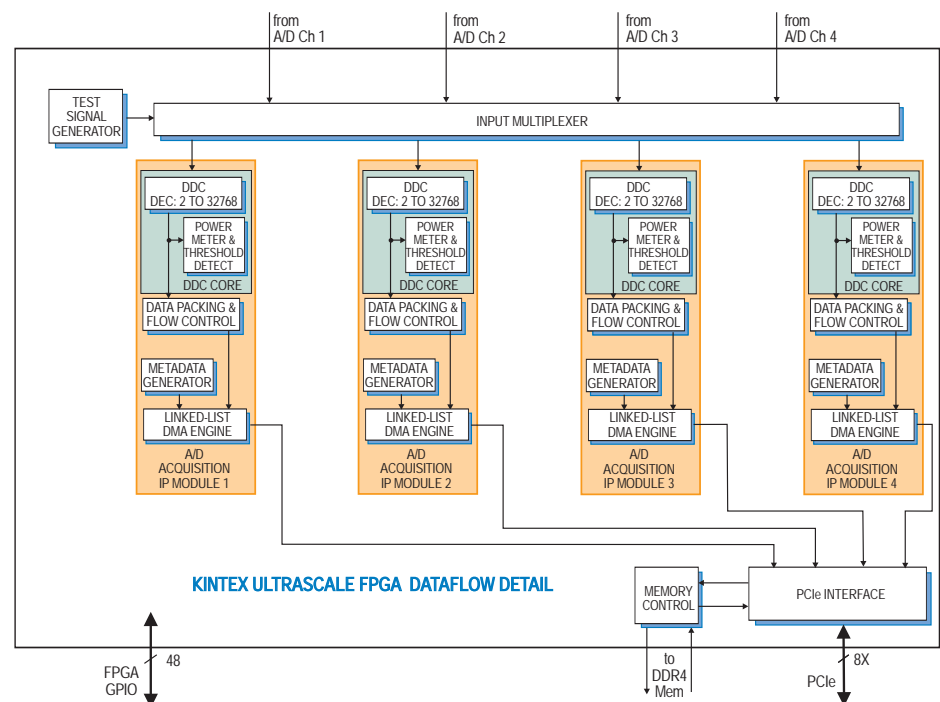 from
A/D Ch 1
from
A/D Ch 2
from
A/D Ch 3
from
A/D Ch 4
TEST
SIGNAL
GENERATOR
INPUT MULTIPLEXER
DDC
DEC: 2 TO 32768
POWER
METER &
THRESHOLD
DETECT
DDC CORE
DATA PACKING &
FLOW CONTROL
METADATA
GENERATOR
LINKED-LIST
DMA ENGINE
A/D
ACQUISITION
IP MODULE 1
DDC
DEC: 2 TO 32768
POWER
METER &
THRESHOLD
DETECT
DDC CORE
DATA PACKING &
FLOW CONTROL
METADATA
GENERATOR
LINKED-LIST
DMA ENGINE
A/D
ACQUISITION
IP MODULE 2
DDC
DEC: 2 TO 32768
POWER
METER &
THRESHOLD
DETECT
DDC CORE
DATA PACKING &
FLOW CONTROL
METADATA
GENERATOR
LINKED-LIST
DMA ENGINE
A/D
ACQUISITION
IP MODULE 3
DDC
DEC: 2 TO 32768
POWER
METER &
THRESHOLD
DETECT
DDC CORE
DATA PACKING &
FLOW CONTROL
METADATA
GENERATOR
LINKED-LIST
DMA ENGINE
A/D
ACQUISITION
IP MODULE 4
KINTEX ULTRASCALE FPGA DATAFLOW DETAIL
MEMORY
CONTROL
PCIe INTERFACE
48
FPGA
GPIO
to
DDR4
Mem
8X
PCIe